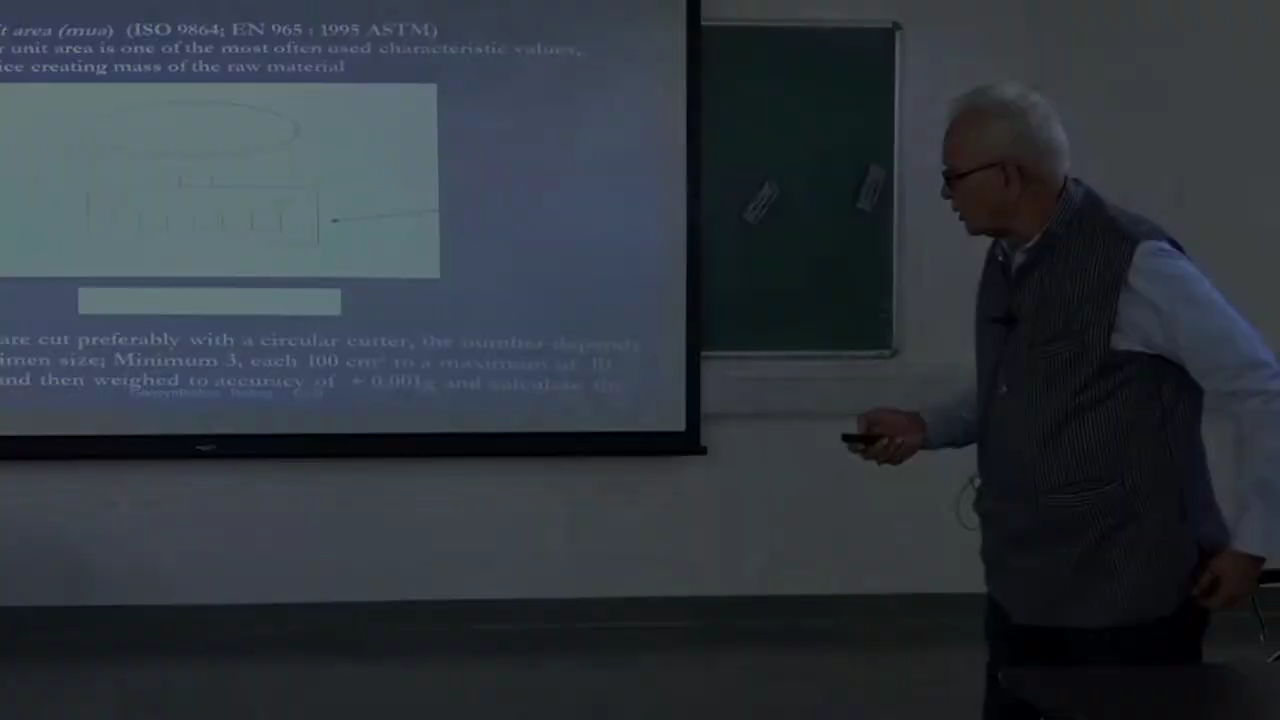 t area (mua) (ISO 9864; EN 965 : 1995 ASTM)
r unit area is one of the most often used characteristic values,
ice creating mass of the raw material
are cut preferably with a circular cutter, the number depends
imen size; Minimum 3, each 100 cm² to a maximum of 10
and then weighed to accuracy of + 0.001g and calculate the